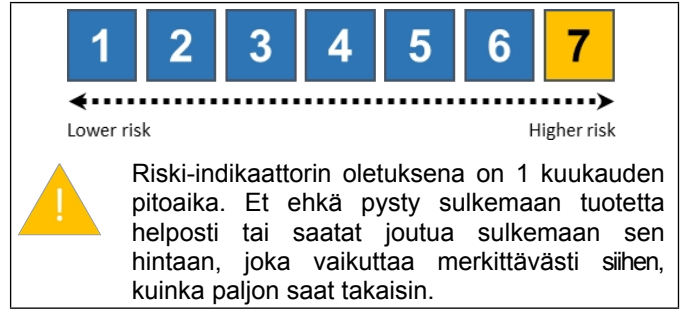 1 2 3 4 5 6 7
Lower risk Higher risk
!
Riski-indikaattorin oletuksena on 1 kuukauden
pitoaika. Et ehkä pysty sulkemaan tuotetta
helposti tai saatat joutua sulkemaan sen
hintaan, joka vaikuttaa merkittävästi siihen,
kuinka paljon saat takaisin.